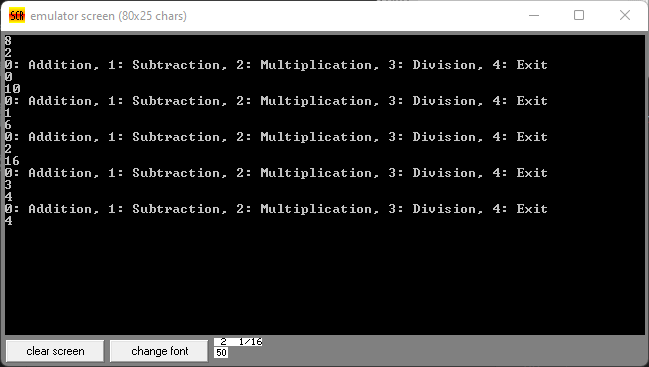 SCR emulator screen (80x25 chars)
8
2
0: Addition, 1: Subtraction, 2: Multiplication, 3: Division, 4: Exit
0
10
0: Addition, 1: Subtraction, 2: Multiplication, 3: Division, 4: Exit
1
6
0: Addition, 1: Subtraction, 2: Multiplication, 3: Division, 4: Exit
2
16
0: Addition, 1: Subtraction, 2: Multiplication, 3: Division, 4: Exit
3
4
0: Addition, 1: Subtraction, 2: Multiplication, 3: Division, 4: Exit
4
clear screen
change font
2 1/16
50